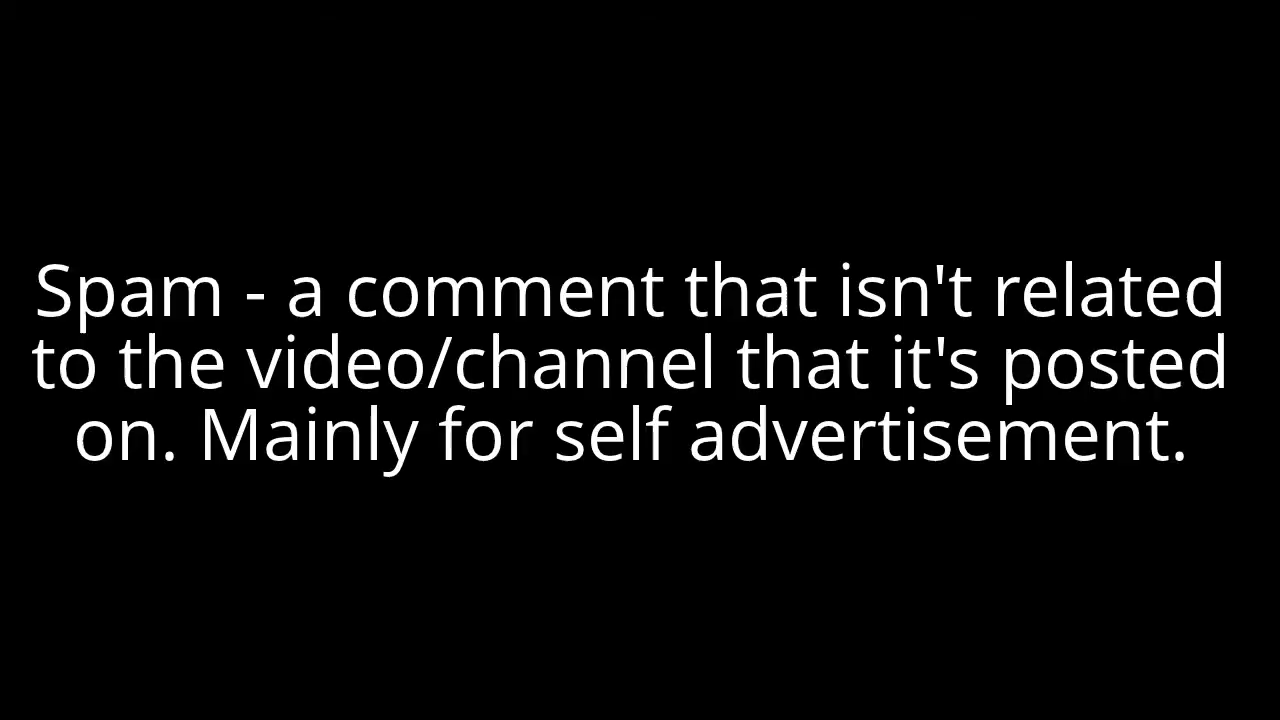 Spam - a comment that isn't related
to the video/channel that it's posted
on. Mainly for self advertisement.